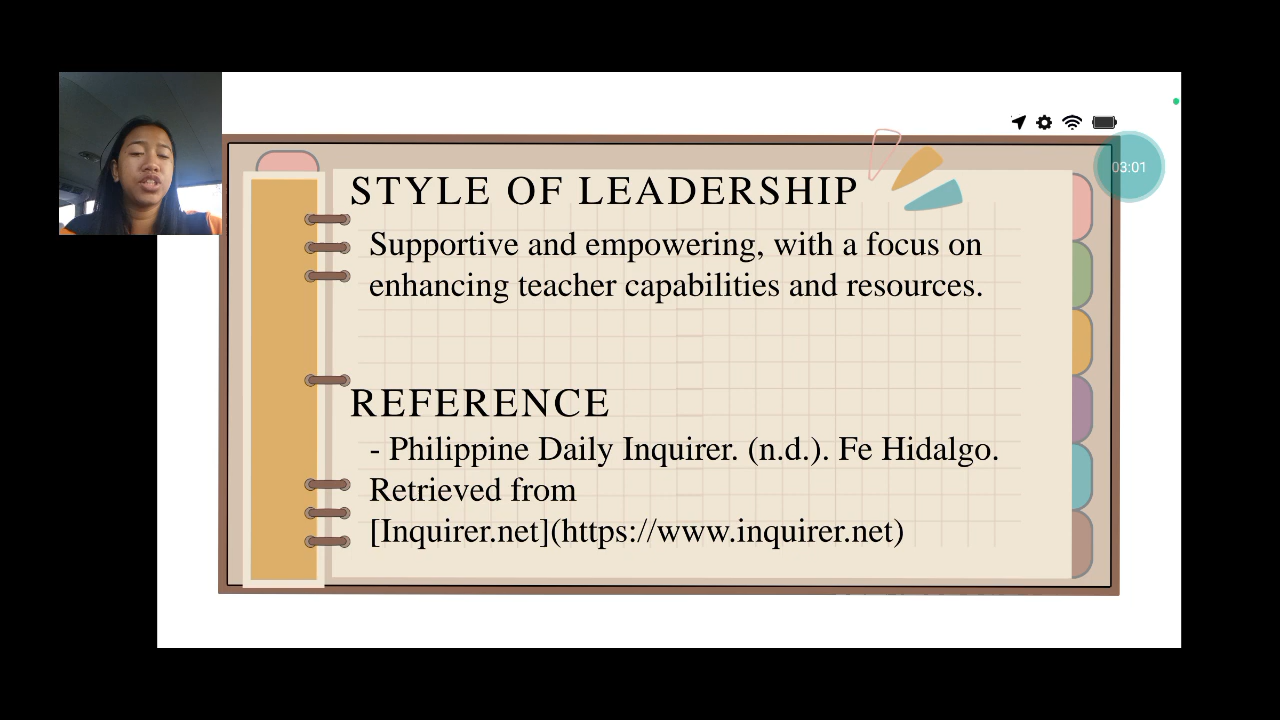 03:01
STYLE OF LEADERSHIP
Supportive and empowering, with a focus on
enhancing teacher capabilities and resources.
REFERENCE
- Philippine Daily Inquirer. (n.d.). Fe Hidalgo.
Retrieved from
[Inquirer.net](https://www.inquirer.net)